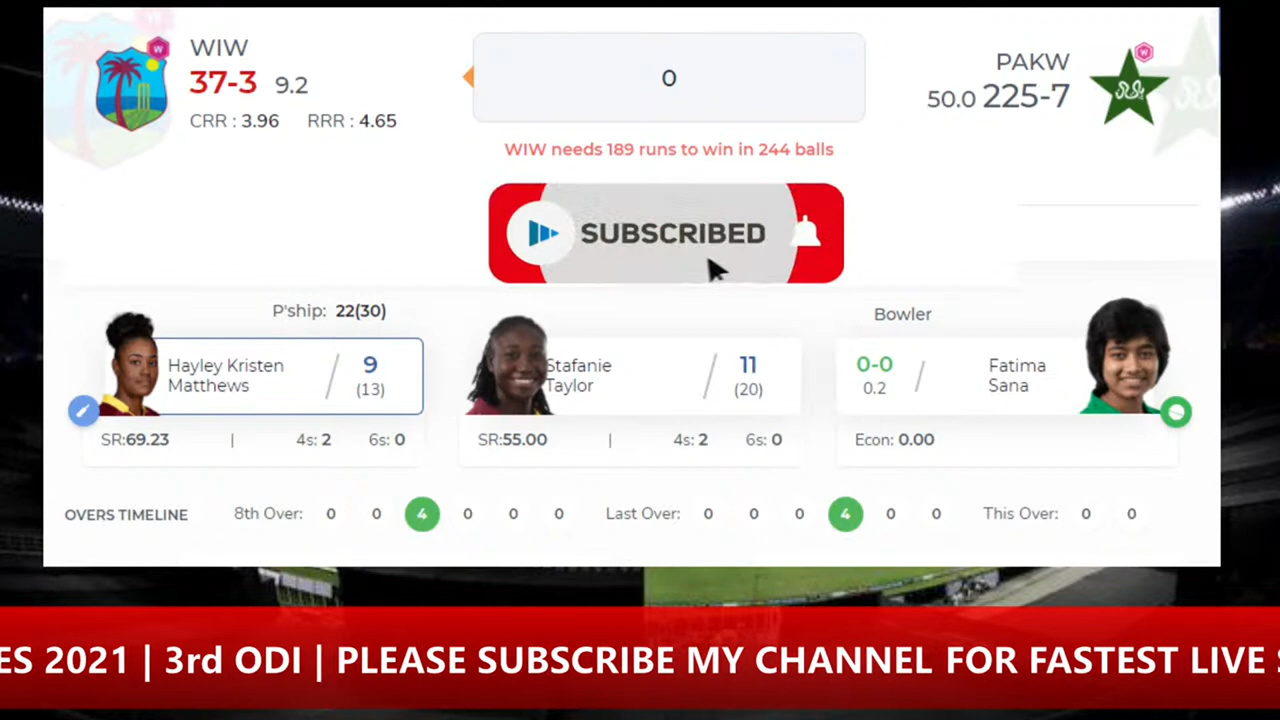 WIW
37-3 9.2
CRR : 3.96 RRR : 4.65
0
PAKW
50.0 225-7
WIW needs 189 runs to win in 244 balls
SUBSCRIBED
P'ship: 22(30)
Bowler
Hayley Kristen
Matthews
9
(13)
Stafanie
Taylor
11
(20)
0-0
0.2
Fatima
Sana
SR:69.23 | 4s: 2 6s: 0
SR:55.00 | 4s: 2 6s: 0
Econ: 0.00
OVERS TIMELINE 8th Over: 0 0 4 0 0 0 Last Over: 0 0 0 4 0 0 This Over: 0 0
ES 2021 | 3rd ODI | PLEASE SUBSCRIBE MY CHANNEL FOR FASTEST LIVE